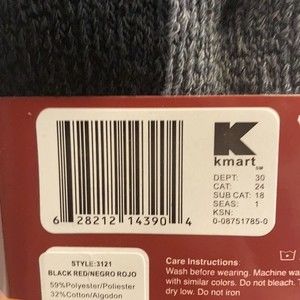 K
kmart
SM
DEPT: 30
CAT: 24
SUB CAT: 18
SEAS: 1
KSN:
0-08751785-0
6 28212 14390 4
STYLE:3121
BLACK RED/NEGRO ROJO
59%Polyester/Poliester
32%Cotton/Algodon
Care Instructions:
Wash before wearing. Machine wa
with similar colors. Do not bleach.
dry low. Do not iron